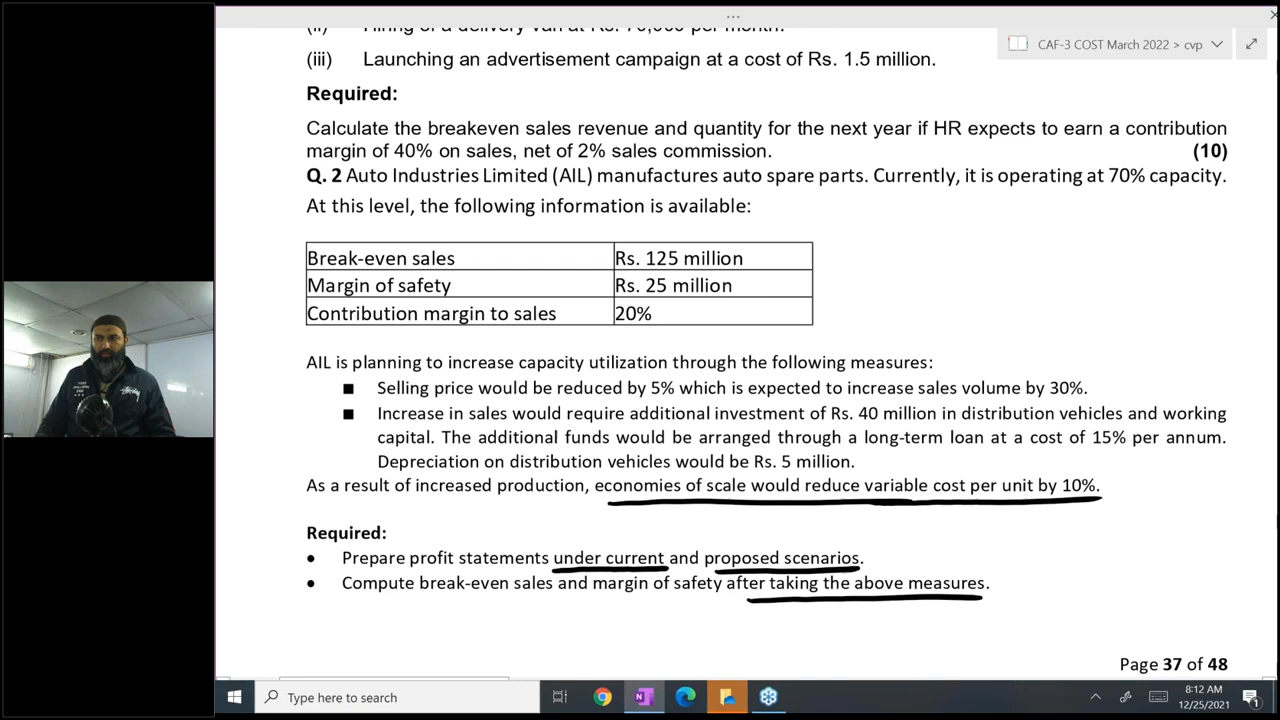 ...
(ii) Hiring of a delivery van at Rs. 70,000 per month.
CAF-3 COST March 2022 > cvp
(iii) Launching an advertisement campaign at a cost of Rs. 1.5 million.
Required:
Calculate the breakeven sales revenue and quantity for the next year if HR expects to earn a contribution
margin of 40% on sales, net of 2% sales commission. (10)
Q. 2 Auto Industries Limited (AIL) manufactures auto spare parts. Currently, it is operating at 70% capacity.
At this level, the following information is available:
Break-even sales Rs. 125 million
Margin of safety Rs. 25 million
Contribution margin to sales 20%
AIL is planning to increase capacity utilization through the following measures:
■ Selling price would be reduced by 5% which is expected to increase sales volume by 30%.
■ Increase in sales would require additional investment of Rs. 40 million in distribution vehicles and working
capital. The additional funds would be arranged through a long-term loan at a cost of 15% per annum.
Depreciation on distribution vehicles would be Rs. 5 million.
As a result of increased production, economies of scale would reduce variable cost per unit by 10%.
Required:
• Prepare profit statements under current and proposed scenarios.
• Compute break-even sales and margin of safety after taking the above measures.
Page 37 of 48
Type here to search
8:12 AM
12/25/2021